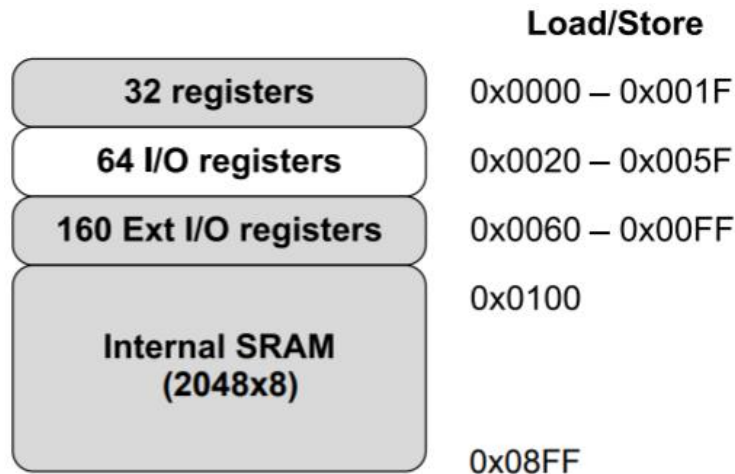 Load/Store
32 registers 0x0000 – 0x001F
64 I/O registers 0x0020 – 0x005F
160 Ext I/O registers 0x0060 – 0x00FF
0x0100
Internal SRAM
(2048x8)
0x08FF